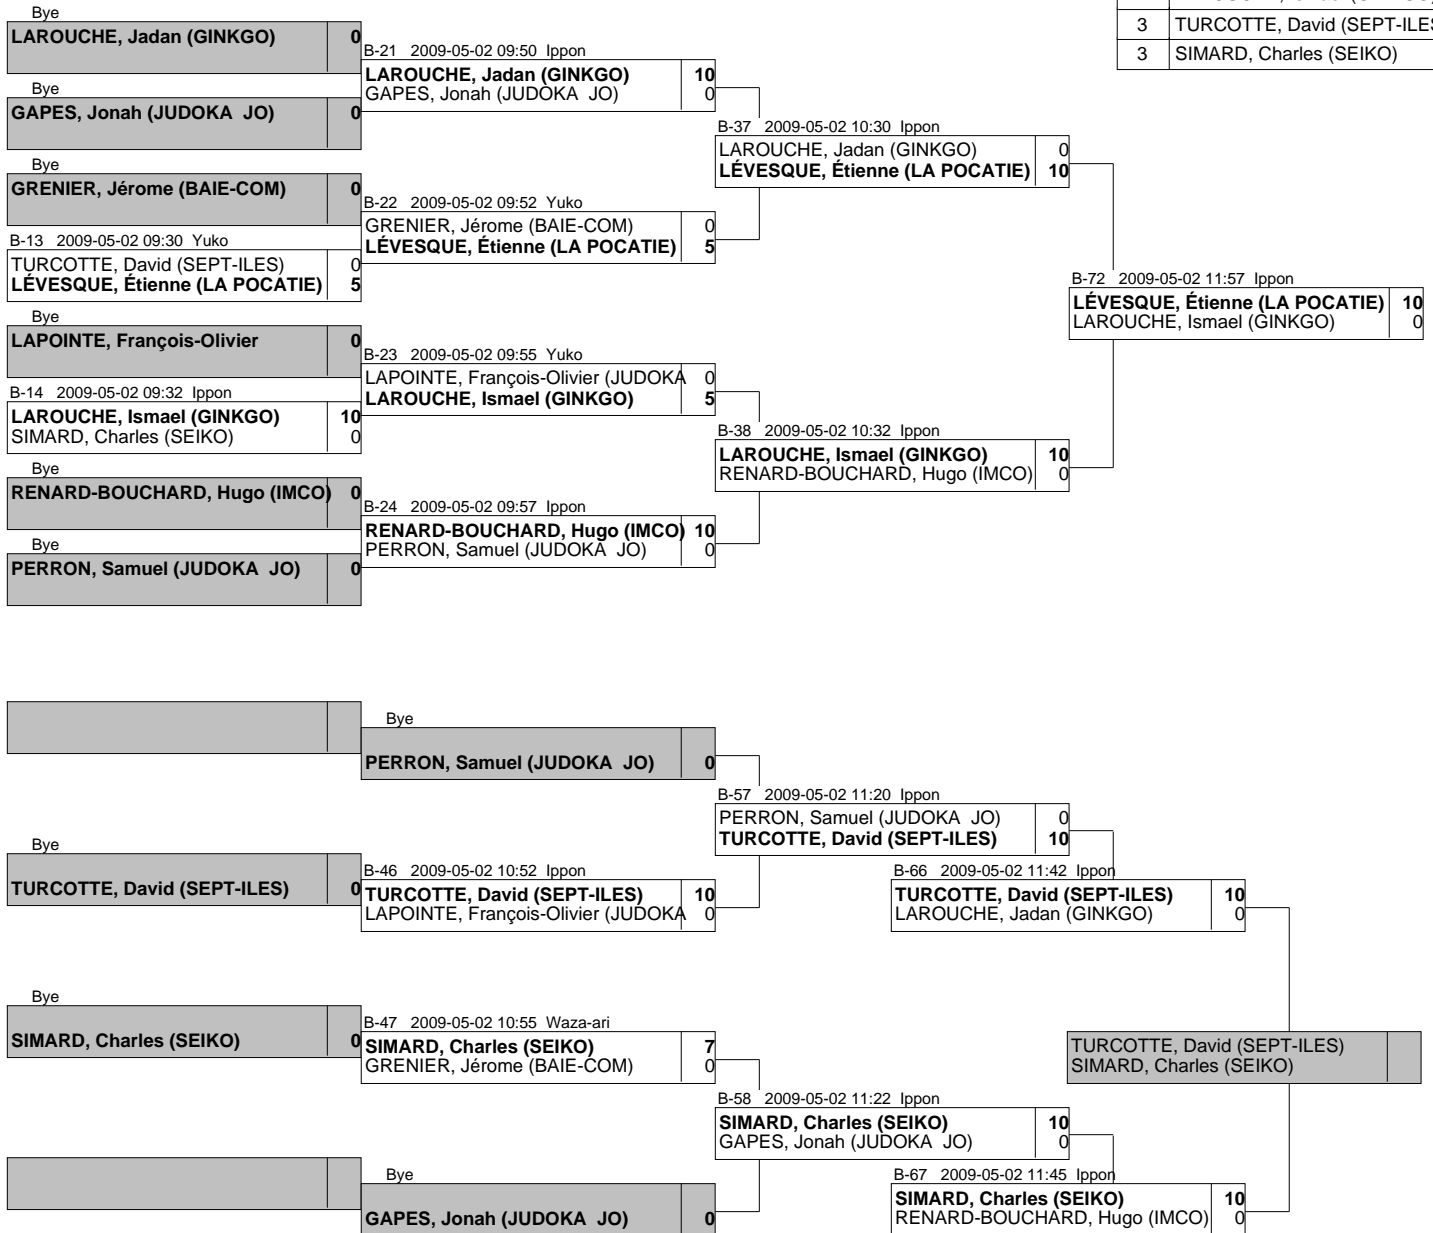 3 TURCOTTE, David (SEPT-ILES
3 SIMARD, Charles (SEIKO)
Bye
LAROUCHE, Jadan (GINKGO) 0
Bye
GAPES, Jonah (JUDOKA JO) 0
Bye
GRENIER, Jérome (BAIE-COM) 0
B-13 2009-05-02 09:30 Yuko
TURCOTTE, David (SEPT-ILES) 0
LÉVESQUE, Étienne (LA POCATIE) 5
Bye
LAPOINTE, François-Olivier 0
B-14 2009-05-02 09:32 Ippon
LAROUCHE, Ismael (GINKGO) 10
SIMARD, Charles (SEIKO) 0
Bye
RENARD-BOUCHARD, Hugo (IMCO) 0
Bye
PERRON, Samuel (JUDOKA JO) 0
B-21 2009-05-02 09:50 Ippon
LAROUCHE, Jadan (GINKGO) 10
GAPES, Jonah (JUDOKA JO) 0
B-22 2009-05-02 09:52 Yuko
GRENIER, Jérome (BAIE-COM) 0
LÉVESQUE, Étienne (LA POCATIE) 5
B-23 2009-05-02 09:55 Yuko
LAPOINTE, François-Olivier (JUDOKA 0
LAROUCHE, Ismael (GINKGO) 5
B-24 2009-05-02 09:57 Ippon
RENARD-BOUCHARD, Hugo (IMCO) 10
PERRON, Samuel (JUDOKA JO) 0
B-37 2009-05-02 10:30 Ippon
LAROUCHE, Jadan (GINKGO) 0
LÉVESQUE, Étienne (LA POCATIE) 10
B-38 2009-05-02 10:32 Ippon
LAROUCHE, Ismael (GINKGO) 10
RENARD-BOUCHARD, Hugo (IMCO) 0
B-72 2009-05-02 11:57 Ippon
LÉVESQUE, Étienne (LA POCATIE) 10
LAROUCHE, Ismael (GINKGO) 0
Bye
TURCOTTE, David (SEPT-ILES) 0
Bye
SIMARD, Charles (SEIKO) 0
Bye
PERRON, Samuel (JUDOKA JO) 0
B-46 2009-05-02 10:52 Ippon
TURCOTTE, David (SEPT-ILES) 10
LAPOINTE, François-Olivier (JUDOKA 0
B-47 2009-05-02 10:55 Waza-ari
SIMARD, Charles (SEIKO) 7
GRENIER, Jérome (BAIE-COM) 0
Bye
GAPES, Jonah (JUDOKA JO) 0
B-57 2009-05-02 11:20 Ippon
PERRON, Samuel (JUDOKA JO) 0
TURCOTTE, David (SEPT-ILES) 10
B-58 2009-05-02 11:22 Ippon
SIMARD, Charles (SEIKO) 10
GAPES, Jonah (JUDOKA JO) 0
B-66 2009-05-02 11:42 Ippon
TURCOTTE, David (SEPT-ILES) 10
LAROUCHE, Jadan (GINKGO) 0
B-67 2009-05-02 11:45 Ippon
SIMARD, Charles (SEIKO) 10
RENARD-BOUCHARD, Hugo (IMCO) 0
TURCOTTE, David (SEPT-ILES)
SIMARD, Charles (SEIKO)